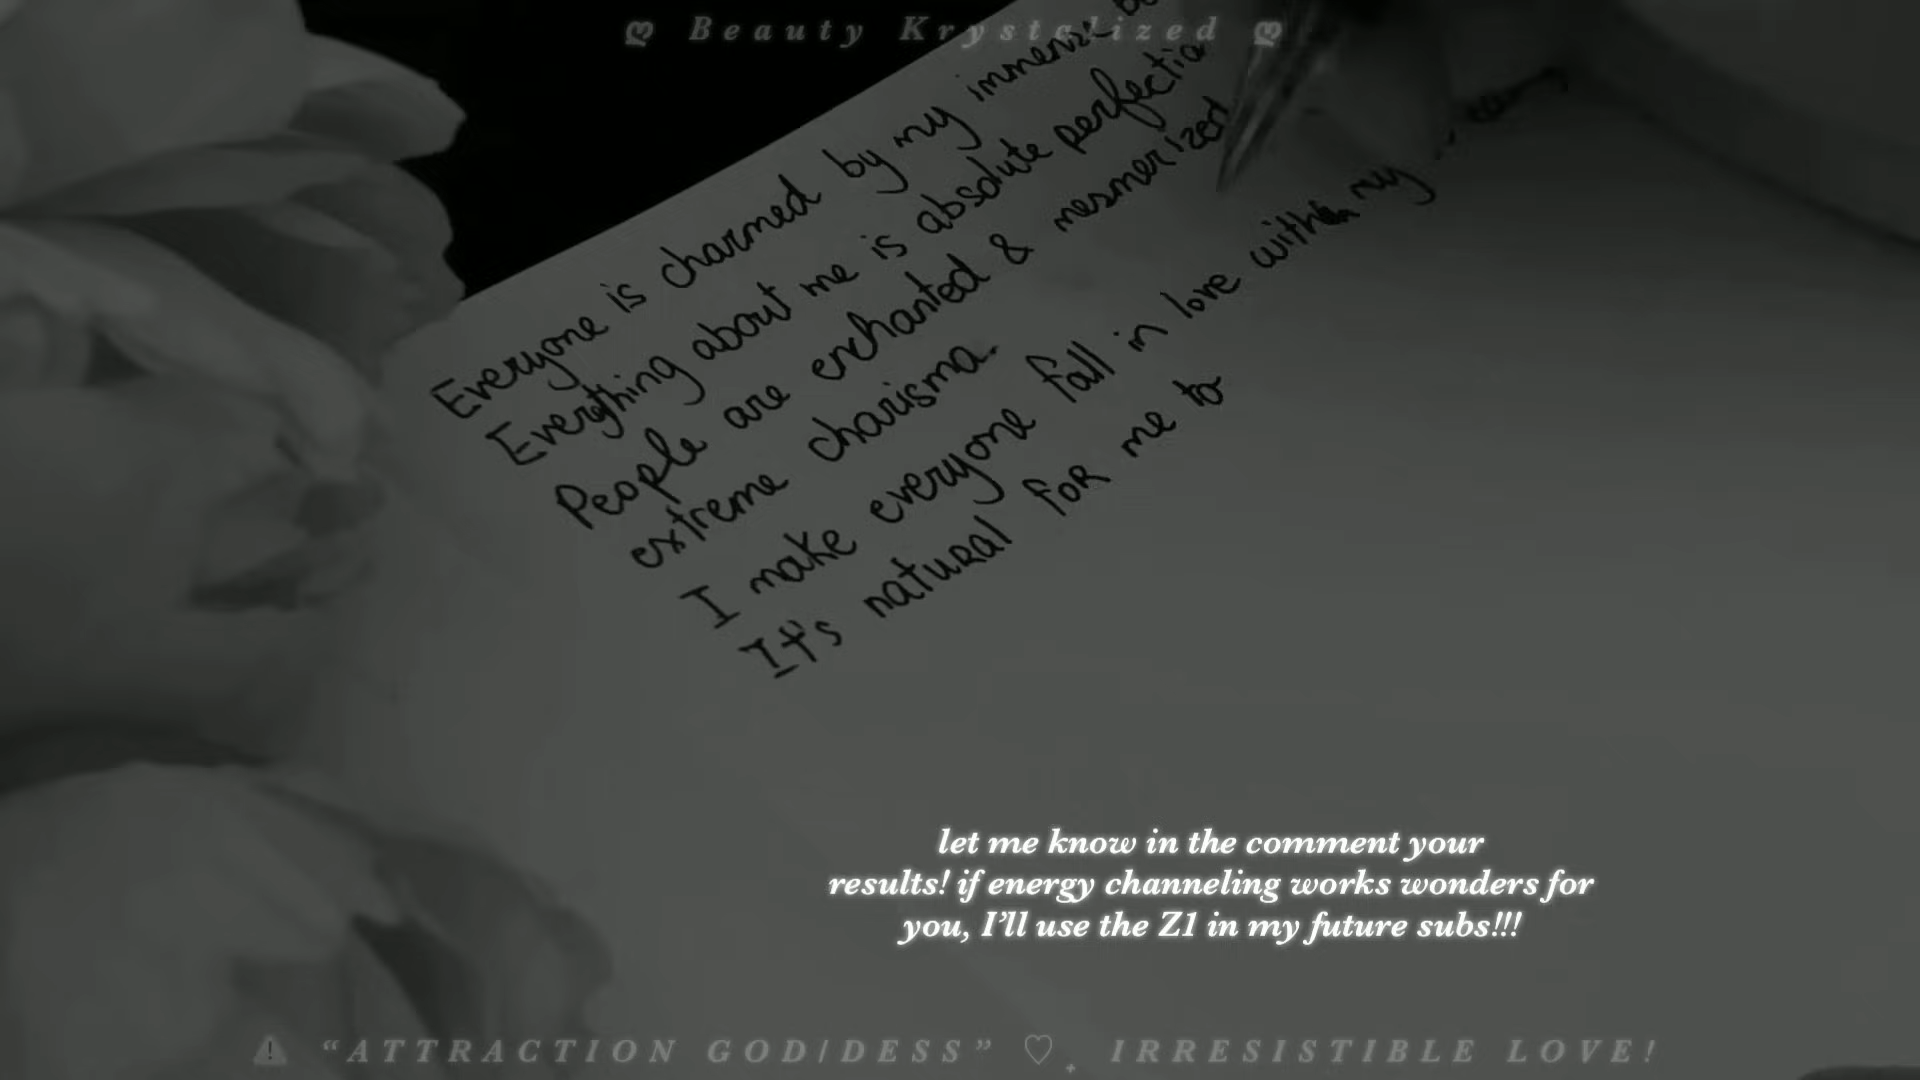 ღ Beauty Krystalized ღ
Everyone is charmed by my immense
Everything about me is absolute perfectio
People are enchanted & mesmerized
extreme charisma.
I make everyone fall in love with my
It's natural for me to
let me know in the comment your
results! if energy channeling works wonders for
you, I'll use the Z1 in my future subs!!!
⚠ “ATTRACTION GOD/DESS” ♡ IRRESISTIBLE LOVE!